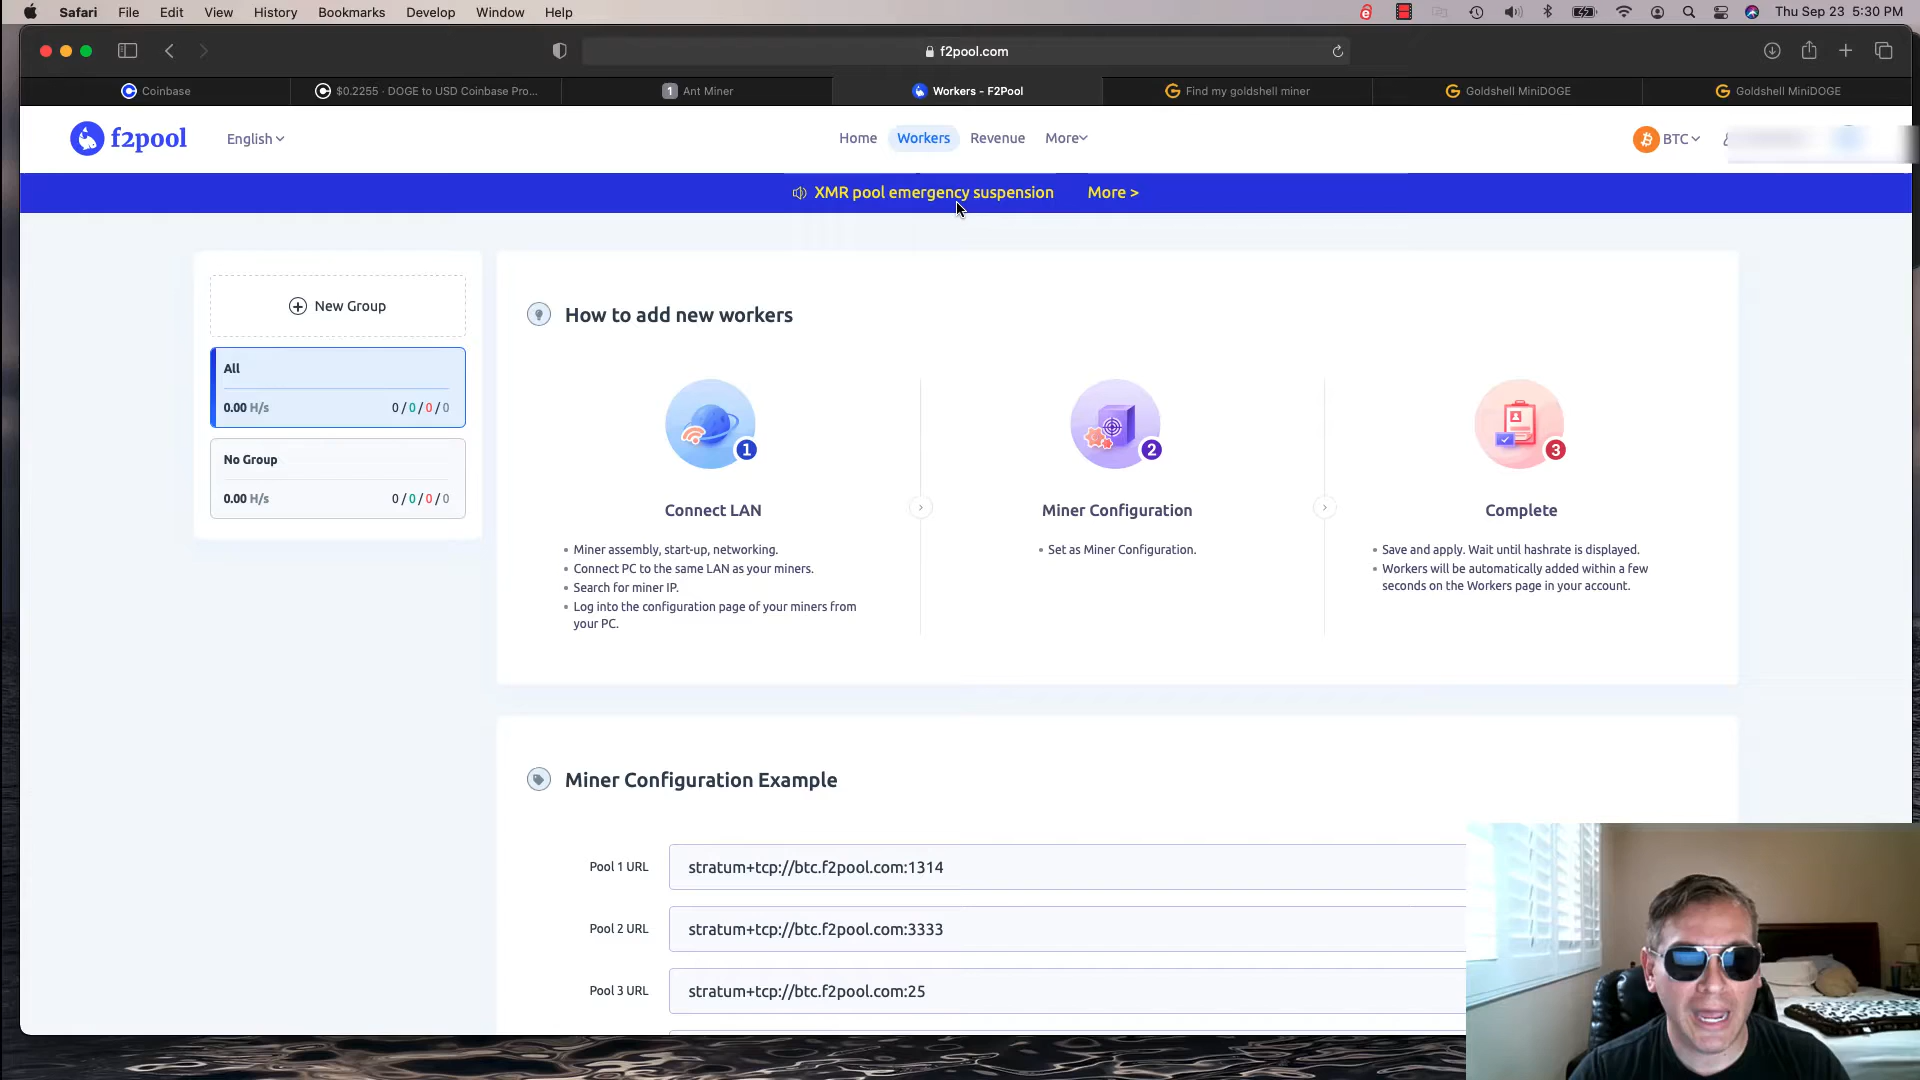 Safari File Edit View History Bookmarks Develop Window Help Thu Sep 23 5:30 PM
f2pool.com
Coinbase $0.2255 · DOGE to USD Coinbase Pro... 1 Ant Miner Workers - F2Pool Find my goldshell miner Goldshell MiniDOGE Goldshell MiniDOGE
f2pool English Home Workers Revenue More BTC
XMR pool emergency suspension More >
New Group
All
0.00 H/s 0 / 0 / 0 / 0
No Group
0.00 H/s 0 / 0 / 0 / 0
How to add new workers
1 2 3
Connect LAN
• Miner assembly, start-up, networking.
• Connect PC to the same LAN as your miners.
• Search for miner IP.
• Log into the configuration page of your miners from
your PC.
Miner Configuration
• Set as Miner Configuration.
Complete
• Save and apply. Wait until hashrate is displayed.
• Workers will be automatically added within a few
seconds on the Workers page in your account.
Miner Configuration Example
Pool 1 URL stratum+tcp://btc.f2pool.com:1314
Pool 2 URL stratum+tcp://btc.f2pool.com:3333
Pool 3 URL stratum+tcp://btc.f2pool.com:25